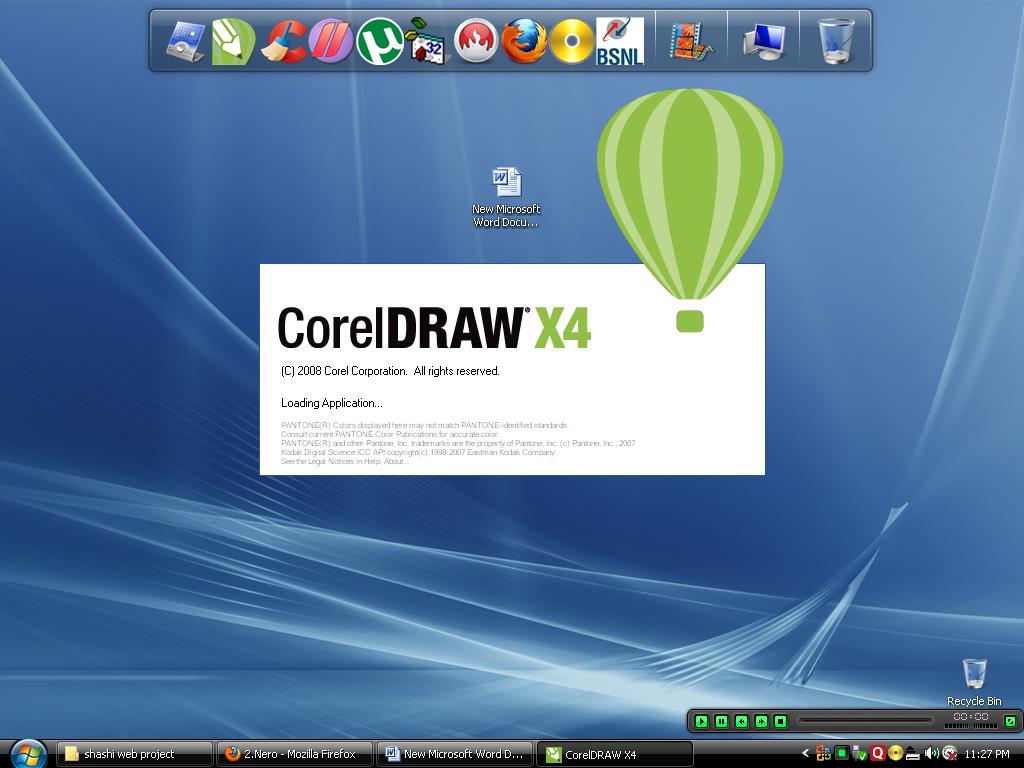 32
BSNL
New Microsoft
Word Docu...
CorelDRAW® X4
(C) 2008 Corel Corporation.  All rights reserved.
Loading Application...
PANTONE(R) Colors displayed here may not match PANTONE-identified standards.
Consult current PANTONE Color Publications for accurate color.
PANTONE(R) and other Pantone, Inc. trademarks are the property of Pantone, Inc. (c) Pantone, Inc., 2007
Kodak Digital Science ICC API copyright(c) 1998-2007 Eastman Kodak Company.
See the Legal Notices in Help, About...
Recycle Bin
00:00
shashi web project
2.Nero - Mozilla Firefox
New Microsoft Word D...
CorelDRAW X4
11:27 PM